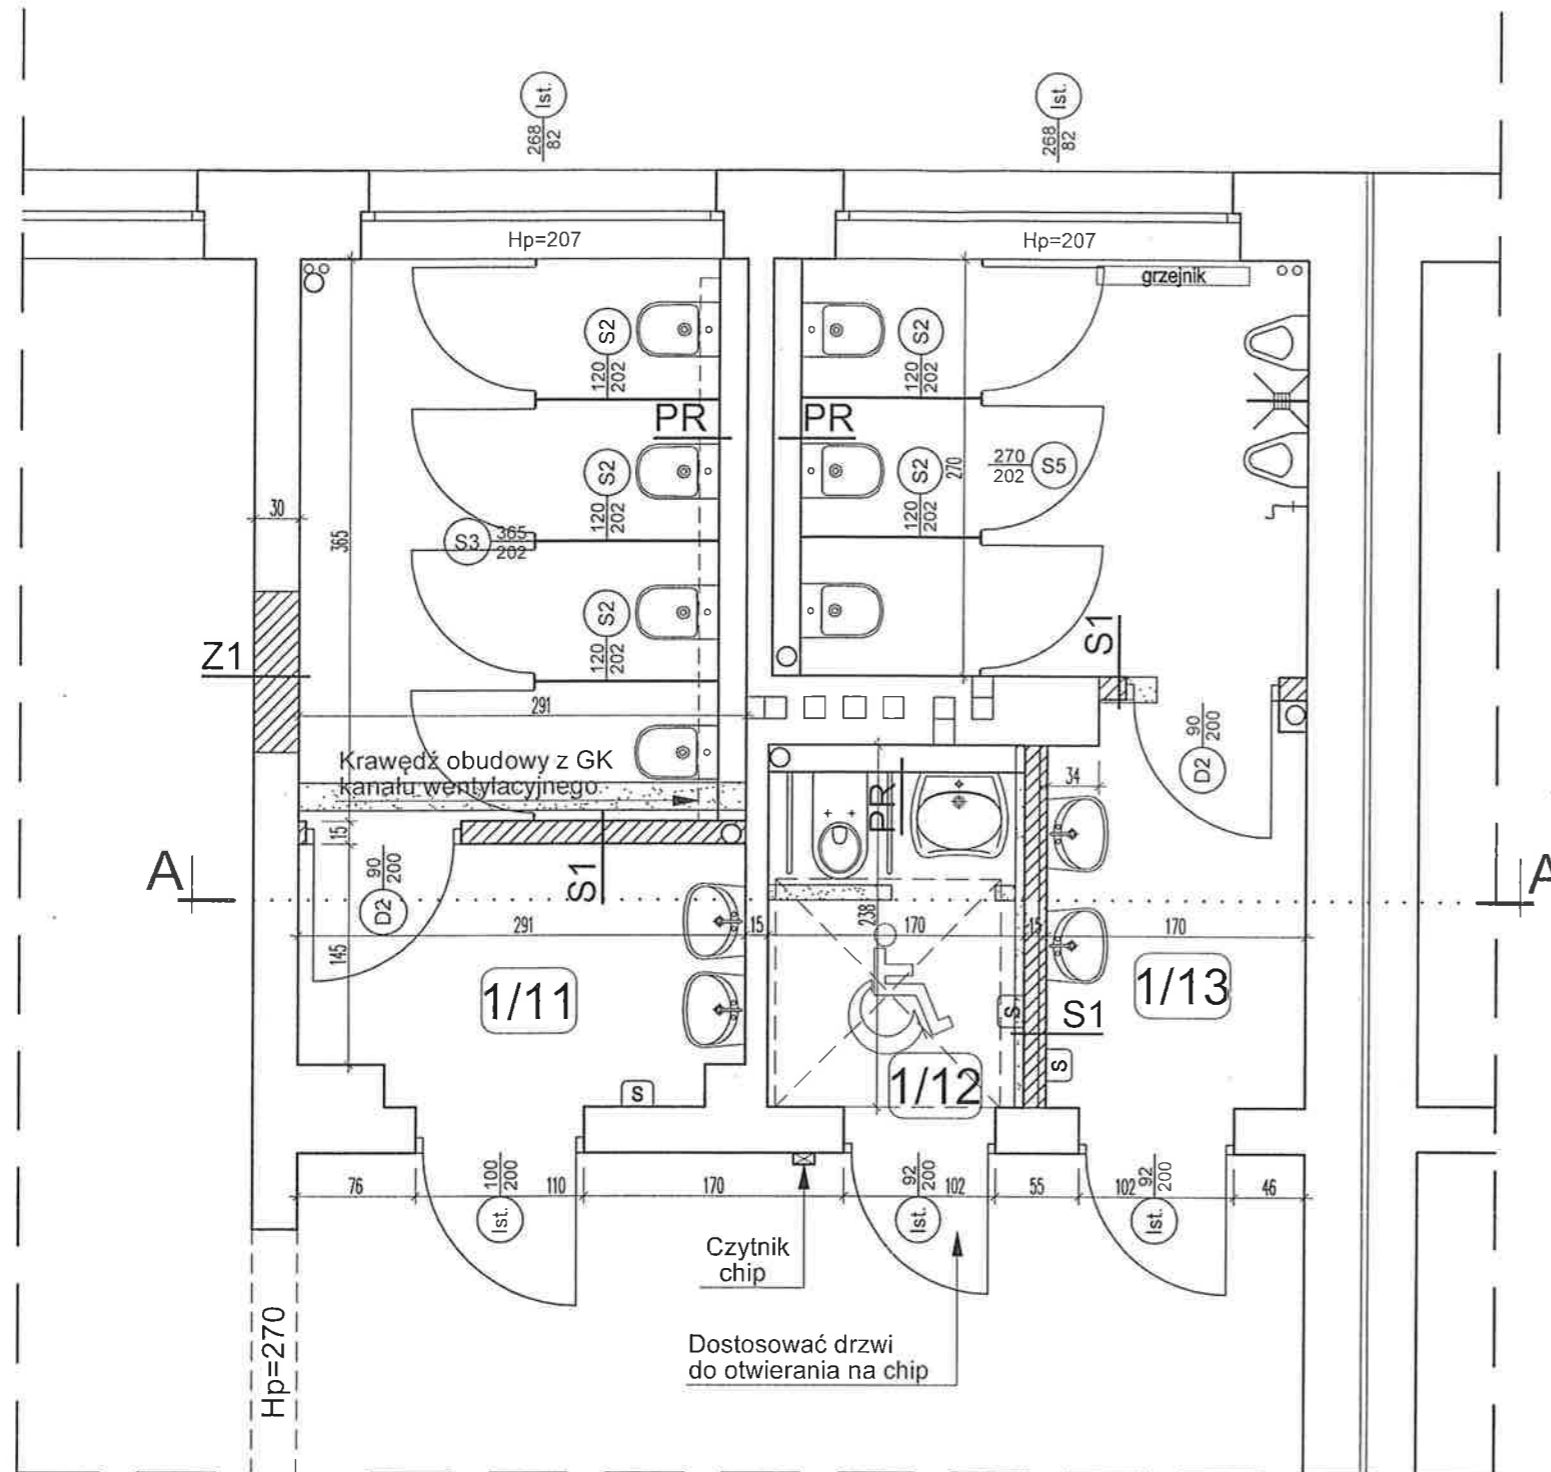 Ist.
268
82
Ist.
268
82
Hp=207
Hp=207
grzejnik
S2
120
202
S2
120
202
PR
PR
S2
120
202
S2
120
202
270
270
202
S5
30
365
S3
365
202
S2
120
202
Z1
S1
291
90
200
D2
Krawędź obudowy z GK
kanału wentylacyjnego
PR
34
15
S1
A
90
200
D2
A
291
15
238
170
15
170
145
1/11
1/13
S
S1
1/12
S
S
76
100
200
110
170
92
200
102
55
102
92
200
46
Ist.
Ist.
Ist.
Czytnik
chip
Hp=270
Dostosować drzwi
do otwierania na chip